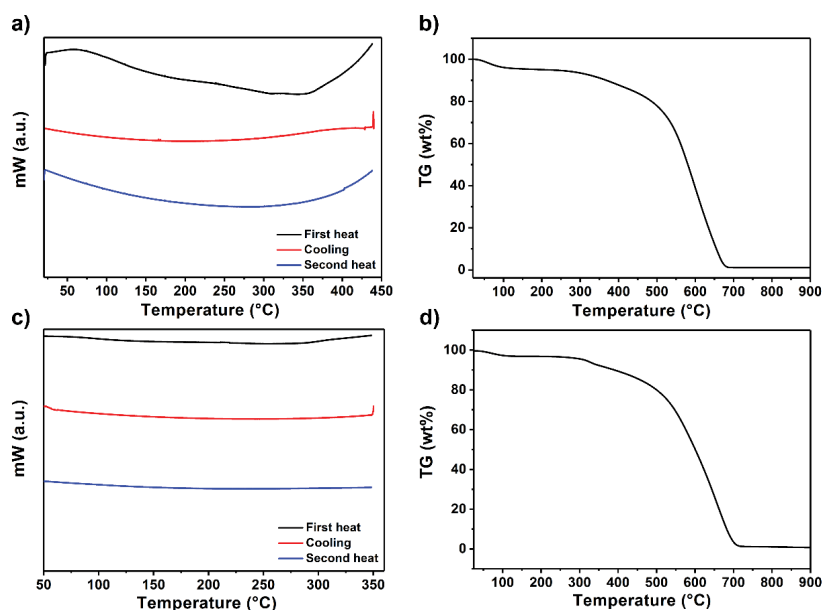 a)
mW (a.u.)
First heat
Cooling
Second heat
50 100 150 200 250 300 350 400 450
Temperature (°C)
b)
TG (wt%)
100
80
60
40
20
0
100 200 300 400 500 600 700 800 900
Temperature (°C)
c)
mW (a.u.)
First heat
Cooling
Second heat
50 100 150 200 250 300 350
Temperature (°C)
d)
TG (wt%)
100
80
60
40
20
0
100 200 300 400 500 600 700 800 900
Temperature (°C)